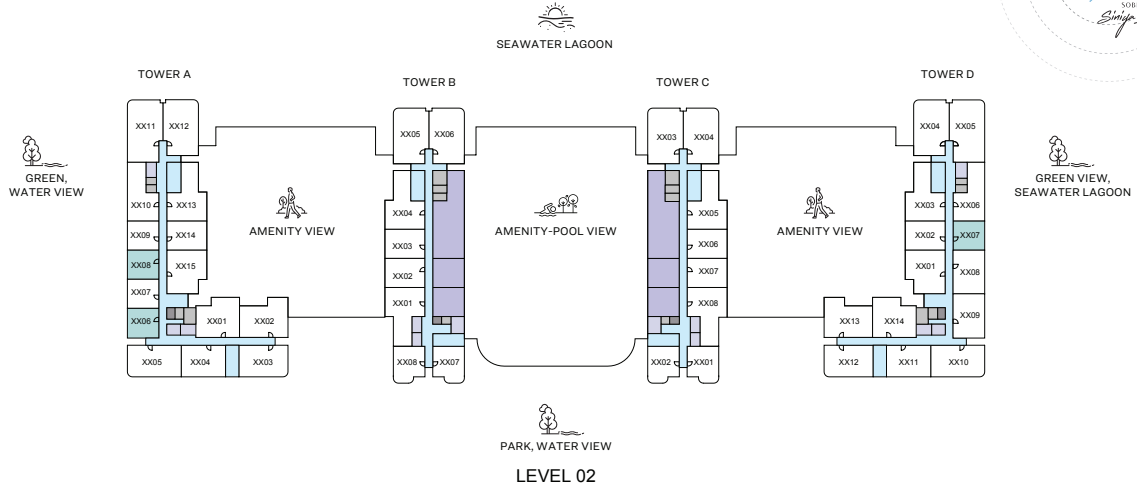 SOB
Siniya
SEAWATER LAGOON
TOWER A
TOWER B
TOWER C
TOWER D
XX11 XX12
XX05 XX06
XX03 XX04
XX04 XX05
GREEN,
WATER VIEW
GREEN VIEW,
SEAWATER LAGOON
XX10 XX13
XX09 XX14
XX08 XX15
XX07
XX06
XX01 XX02
XX05 XX04 XX03
AMENITY VIEW
XX04
XX03
XX02
XX01
XX08 XX07
AMENITY-POOL VIEW
XX05
XX06
XX07
XX08
XX02 XX01
AMENITY VIEW
XX03 XX06
XX02 XX07
XX01 XX08
XX09
XX13 XX14
XX12 XX11 XX10
PARK, WATER VIEW
LEVEL 02